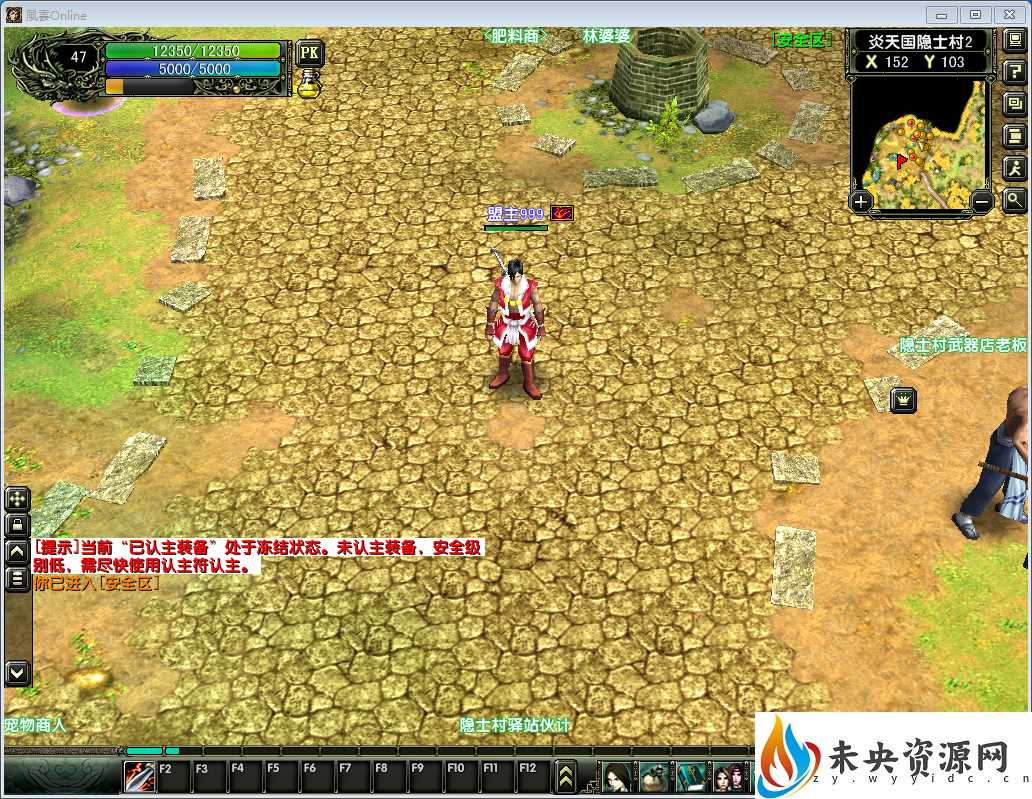 風雲Online
47
12350/12350
5000/5000
PK
<肥料商>
林婆婆
[安全区]
炎天国隐士村2
X 152 Y 103
盟主999
隐士村武器店老板
[提示]当前“已认主装备”处于冻结状态。未认主装备，安全级
别低，需尽快使用认主符认主。
你已进入[安全区]
宠物商人
隐士村驿站伙计
F2 F3 F4 F5 F6 F7 F8 F9 F10 F11 F12
未央资源网
zy.wyyidc.cn